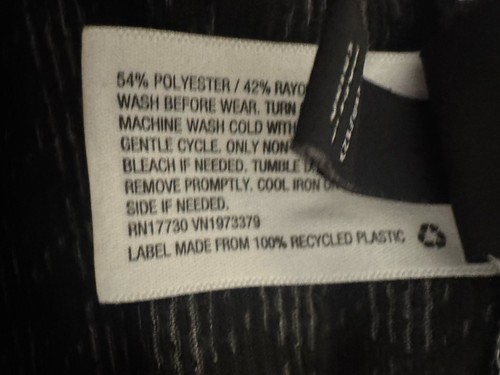 54% POLYESTER / 42% RAYO
WASH BEFORE WEAR. TURN
MACHINE WASH COLD WITH
GENTLE CYCLE. ONLY NON-
BLEACH IF NEEDED. TUMBLE
REMOVE PROMPTLY. COOL IRON
SIDE IF NEEDED.
RN17730 VN1973379
LABEL MADE FROM 100% RECYCLED PLASTIC